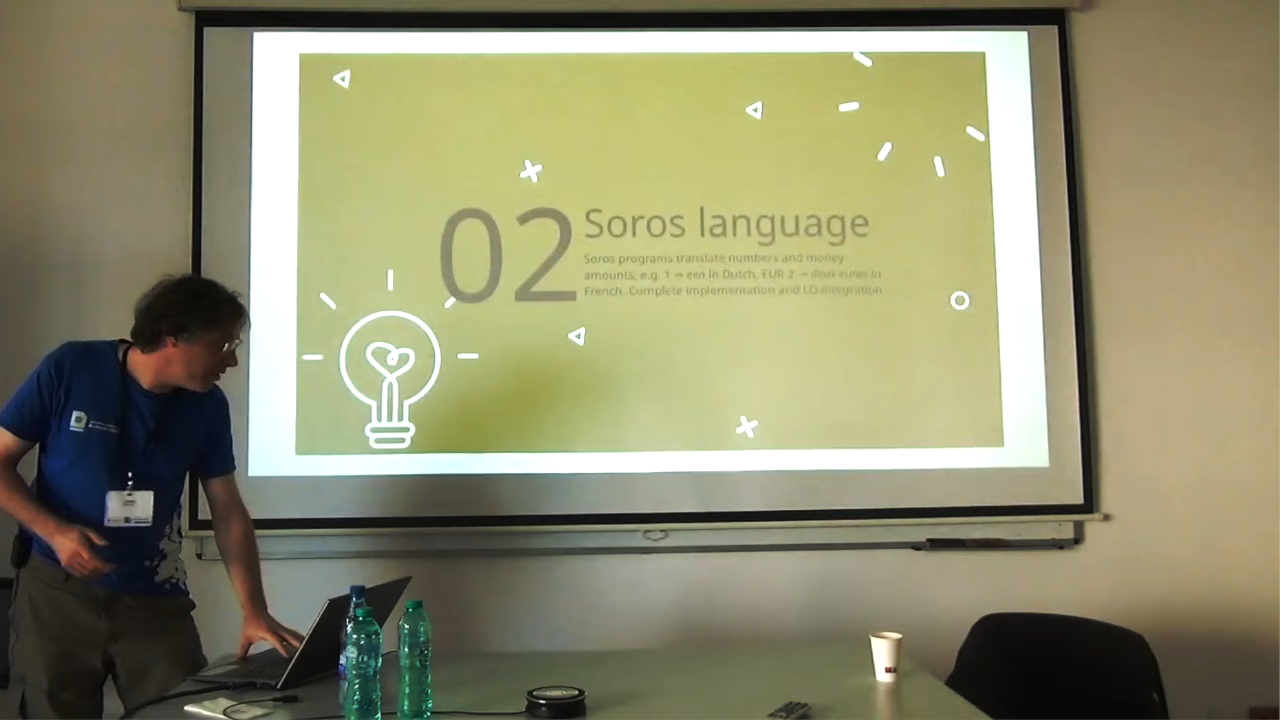 02
Soros language
Soros programs translate numbers and money
amounts, e.g. 1 → een in Dutch, EUR 2 → deux euros in
French. Complete implementation and LO integration